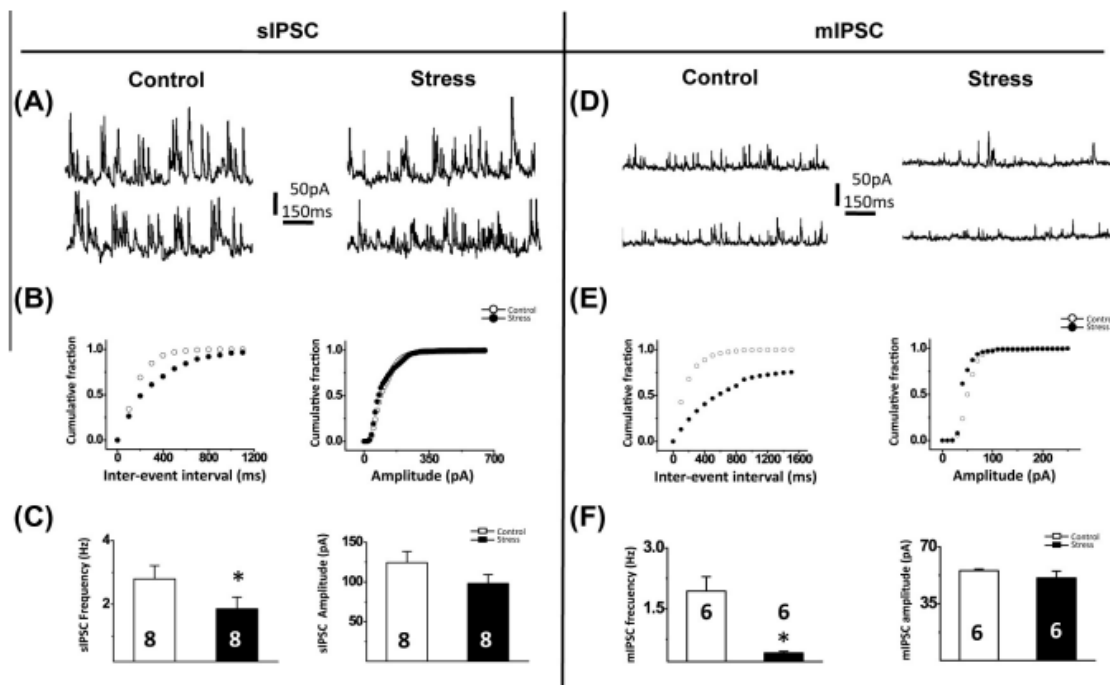 sIPSC
mIPSC
Control
Stress
Control
Stress
(A)
50pA
150ms
(D)
50pA
150ms
(B)
Control
Stress
Cumulative fraction
1.0
0.5
0.0
0
400
800
1200
Inter-event interval (ms)
Cumulative fraction
1.0
0.5
0.0
0
350
700
Amplitude (pA)
(E)
Control
Stress
Cumulative fraction
1.0
0.5
0.0
0
400
800
1200
1600
Inter-event interval (ms)
Cumulative fraction
1.0
0.5
0.0
0
100
200
Amplitude (pA)
(C)
sIPSC Frequency (Hz)
4
2
8
*
8
Control
Stress
sIPSC Amplitude (pA)
150
100
50
8
8
(F)
mIPSC frecuency (Hz)
3.0
1.5
6
6
*
Control
Stress
mIPSC amplitude (pA)
70
35
6
6